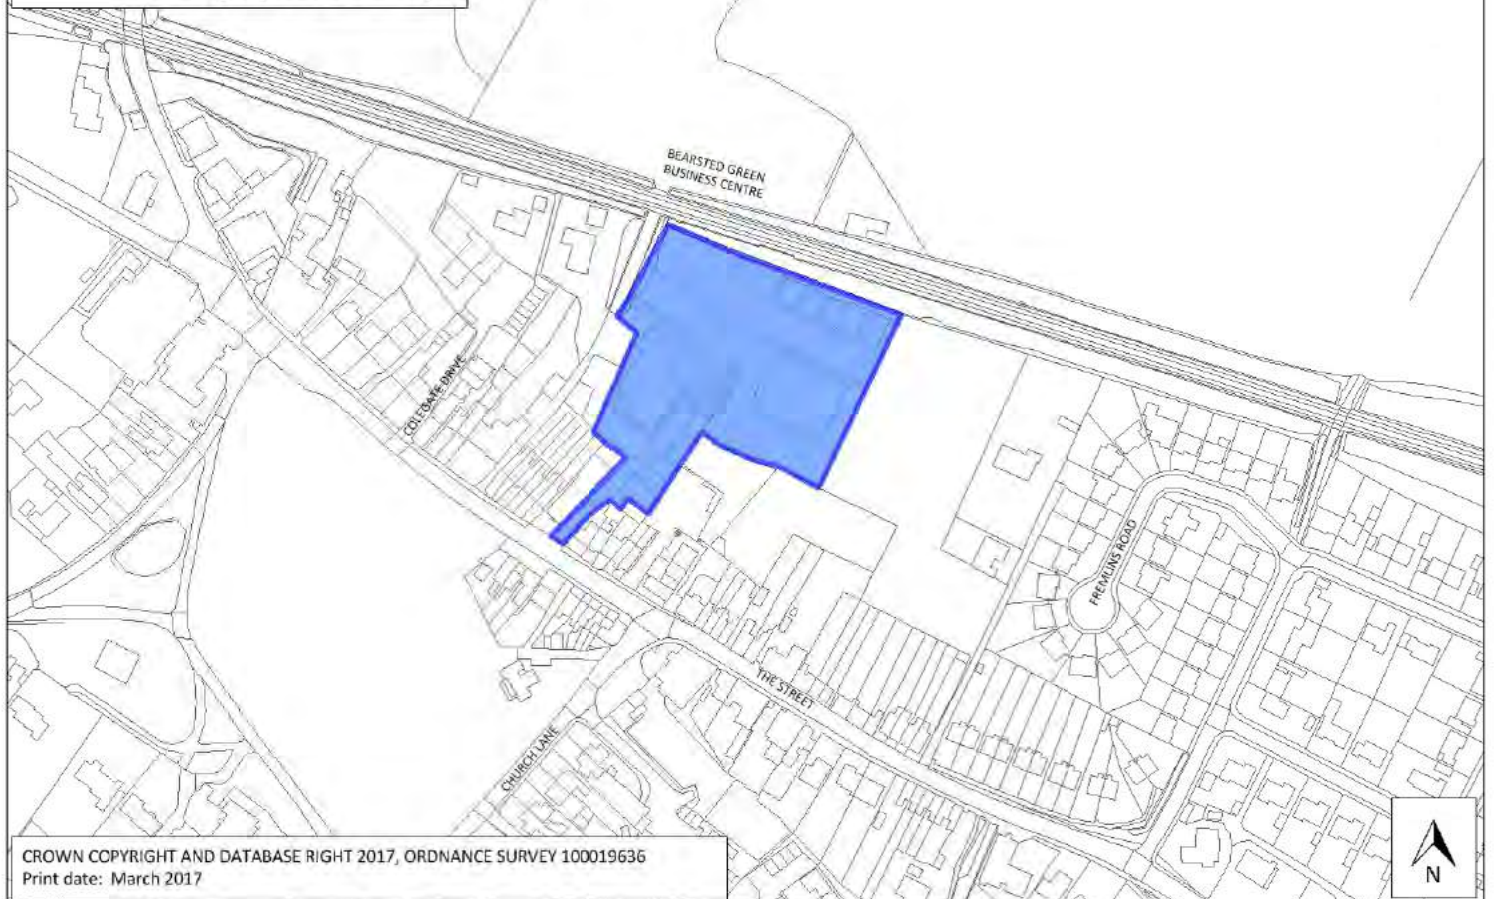 BEARSTED GREEN
BUSINESS CENTRE
COLEGATE DRIVE
FREMLINS ROAD
THE STREET
CHURCH LANE
CROWN COPYRIGHT AND DATABASE RIGHT 2017, ORDNANCE SURVEY 100019636
Print date: March 2017
N